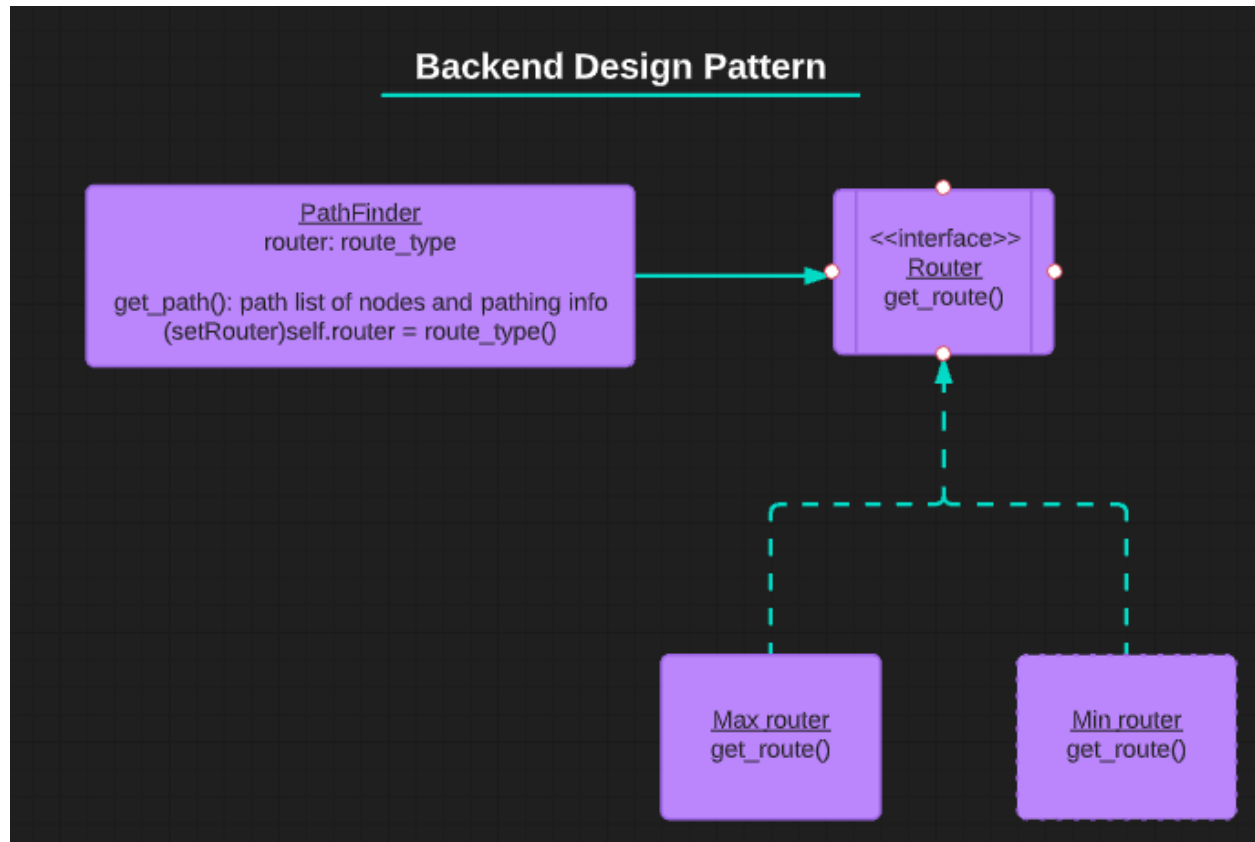 Backend Design Pattern
PathFinder
router: route_type
get_path(): path list of nodes and pathing info
(setRouter)self.router = route_type()
<<interface>>
Router
get_route()
Max router
get_route()
Min router
get_route()